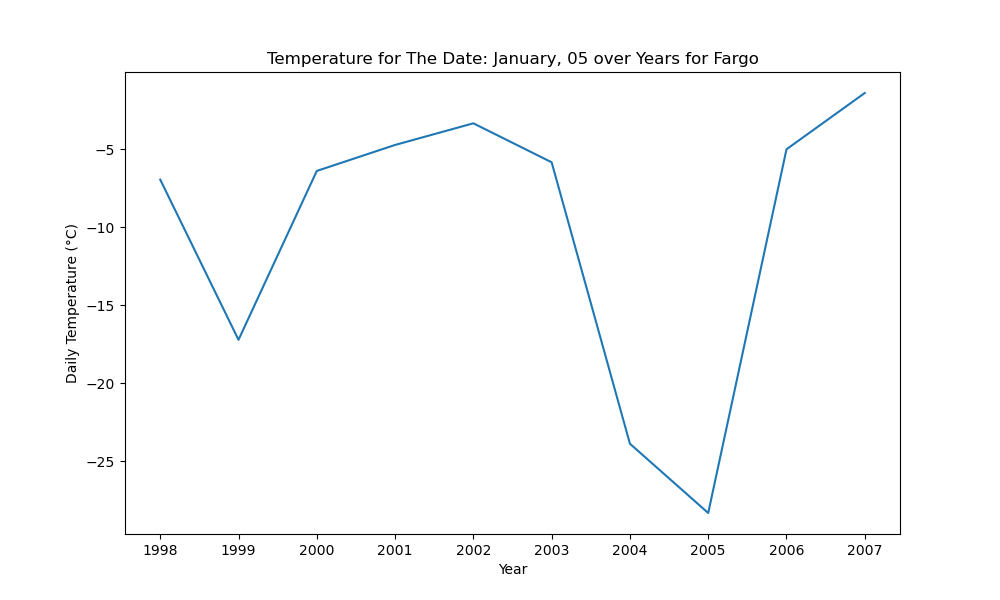 Temperature for The Date: January, 05 over Years for Fargo
Daily Temperature (°C)
−5
−10
−15
−20
−25
1998 1999 2000 2001 2002 2003 2004 2005 2006 2007
Year